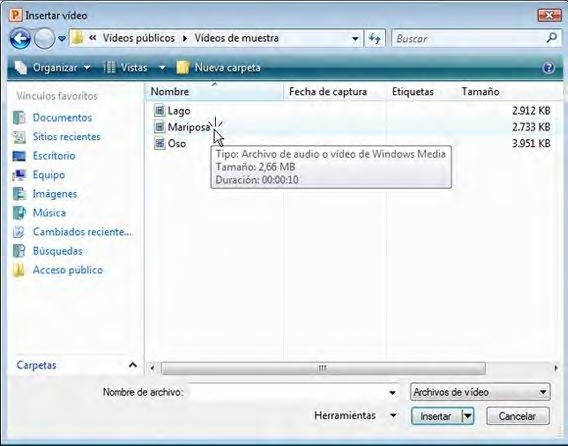 Insertar vídeo
« Vídeos públicos ▸ Vídeos de muestra
Buscar
Organizar Vistas Nueva carpeta
Vínculos favoritos
Documentos
Sitios recientes
Escritorio
Equipo
Imágenes
Música
Cambiados reciente...
Búsquedas
Acceso público
Carpetas
Nombre Fecha de captura Etiquetas Tamaño
Lago 2.912 KB
Mariposa 2.733 KB
Oso 3.951 KB
Tipo: Archivo de audio o vídeo de Windows Media
Tamaño: 2,66 MB
Duración: 00:00:10
Nombre de archivo: Archivos de vídeo
Herramientas Insertar Cancelar